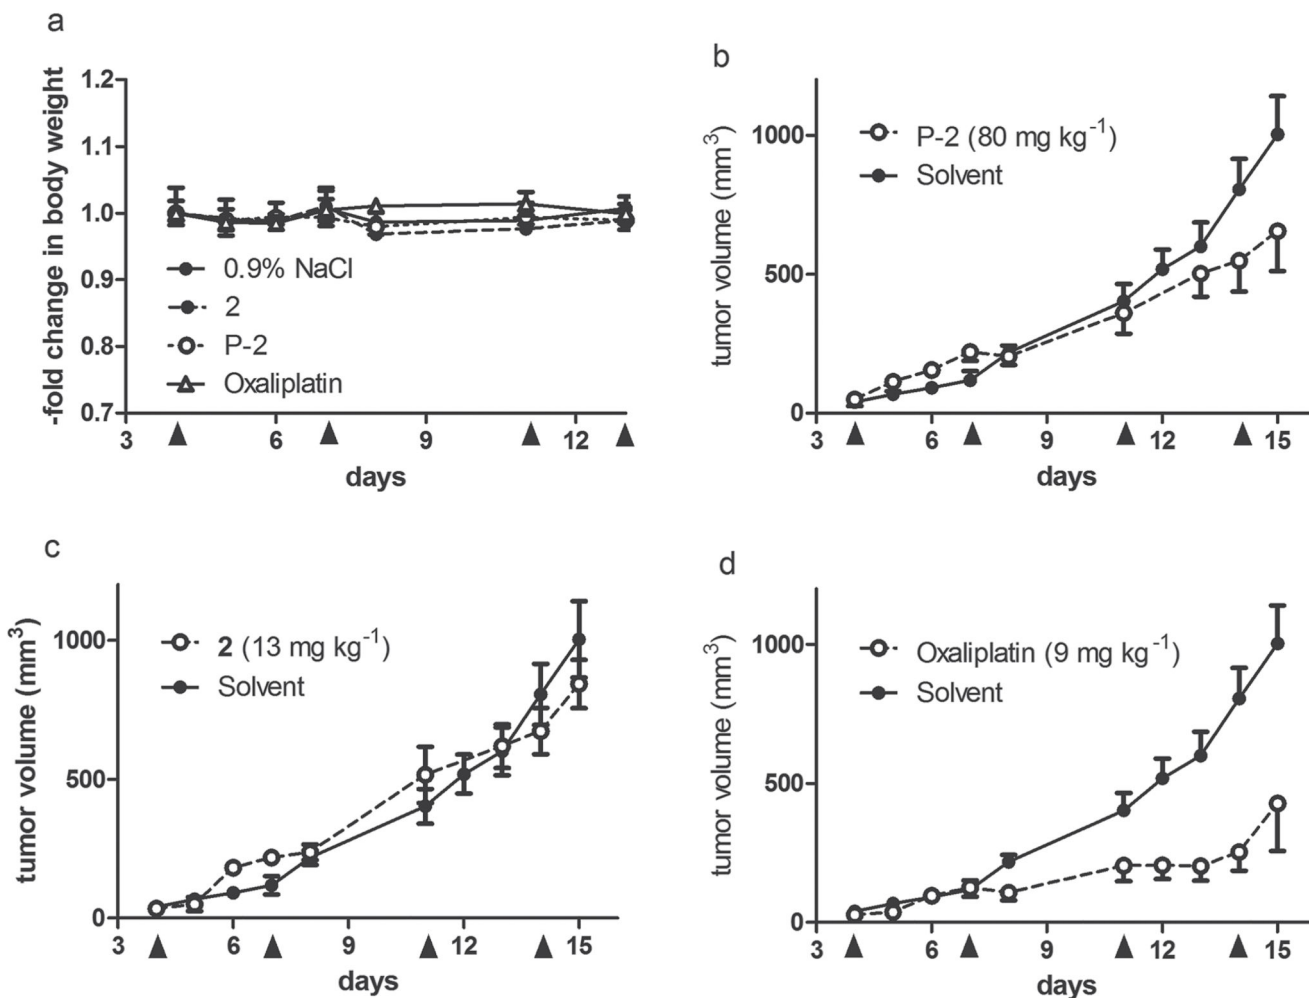 a
-fold change in body weight
1.2
1.1
1.0
0.9
0.8
0.7
0.9% NaCl
2
P-2
Oxaliplatin
3 6 9 12
days
b
tumor volume (mm³)
1000
500
0
P-2 (80 mg kg⁻¹)
Solvent
3 6 9 12 15
days
c
tumor volume (mm³)
1000
500
0
2 (13 mg kg⁻¹)
Solvent
3 6 9 12 15
days
d
tumor volume (mm³)
1000
500
0
Oxaliplatin (9 mg kg⁻¹)
Solvent
3 6 9 12 15
days